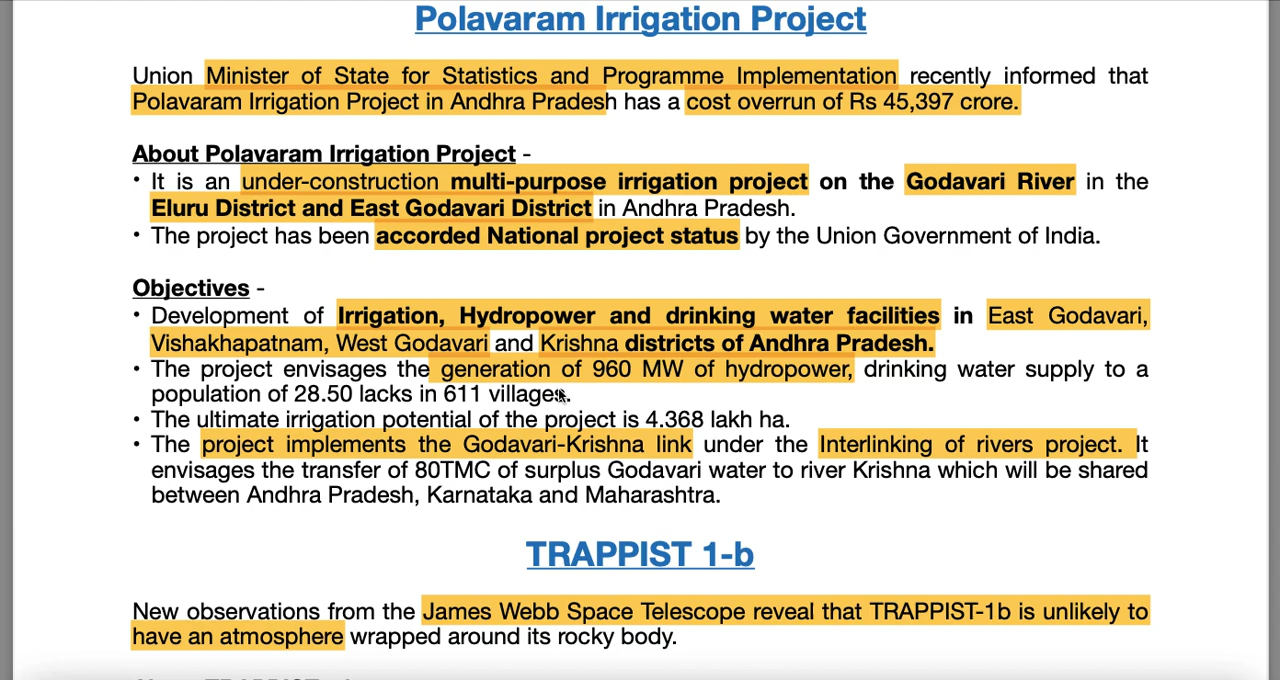 Polavaram Irrigation Project
Union Minister of State for Statistics and Programme Implementation recently informed that
Polavaram Irrigation Project in Andhra Pradesh has a cost overrun of Rs 45,397 crore.
About Polavaram Irrigation Project -
• It is an under-construction multi-purpose irrigation project on the Godavari River in the
Eluru District and East Godavari District in Andhra Pradesh.
• The project has been accorded National project status by the Union Government of India.
Objectives -
• Development of Irrigation, Hydropower and drinking water facilities in East Godavari,
Vishakhapatnam, West Godavari and Krishna districts of Andhra Pradesh.
• The project envisages the generation of 960 MW of hydropower, drinking water supply to a
population of 28.50 lacks in 611 villages.
• The ultimate irrigation potential of the project is 4.368 lakh ha.
• The project implements the Godavari-Krishna link under the Interlinking of rivers project. It
envisages the transfer of 80TMC of surplus Godavari water to river Krishna which will be shared
between Andhra Pradesh, Karnataka and Maharashtra.
TRAPPIST 1-b
New observations from the James Webb Space Telescope reveal that TRAPPIST-1b is unlikely to
have an atmosphere wrapped around its rocky body.